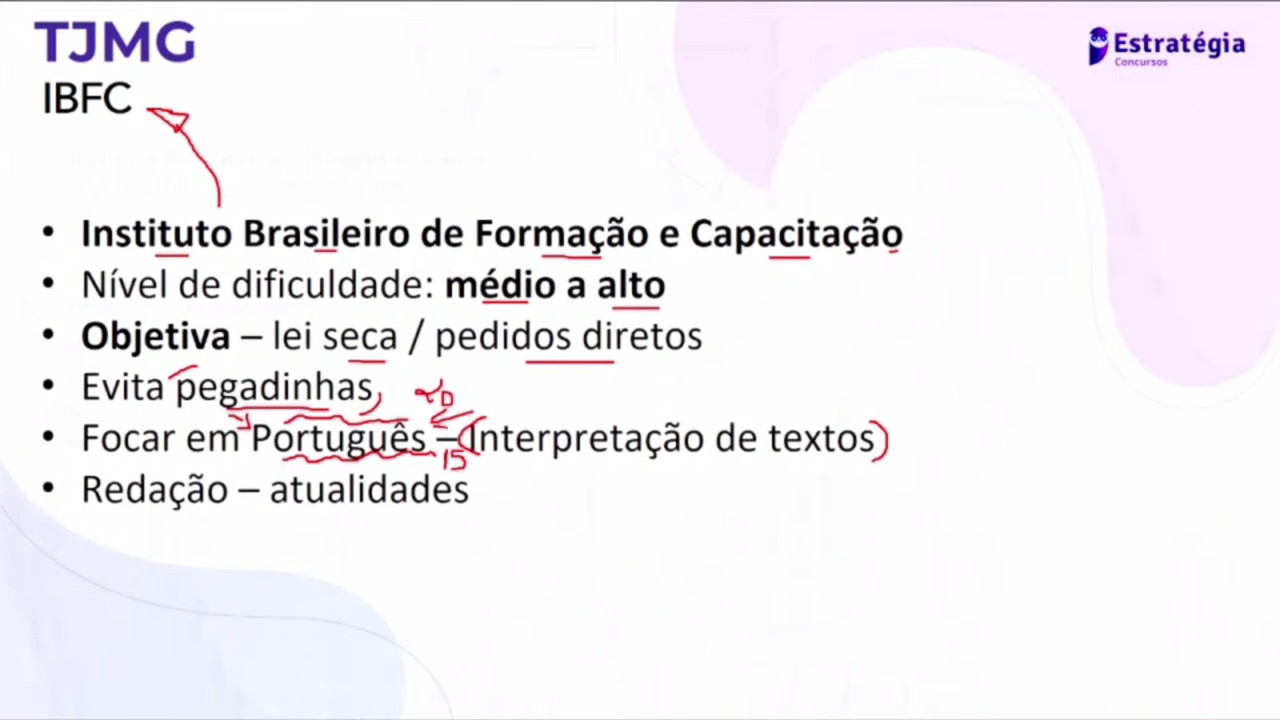 TJMG
Estratégia
Concursos
IBFC
• Instituto Brasileiro de Formação e Capacitação
• Nível de dificuldade: médio a alto
• Objetiva – lei seca / pedidos diretos
• Evita pegadinhas
• Focar em Português – Interpretação de textos
15
• Redação – atualidades